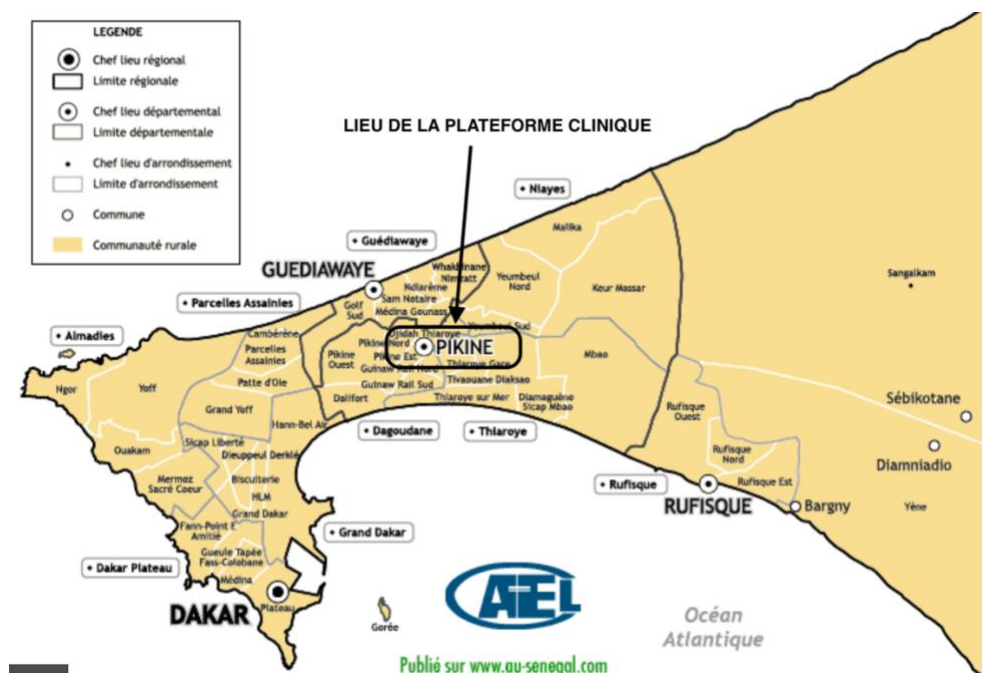 LEGENDE
Chef lieu régional
Limite régionale
Chef lieu départemental
Limite départementale
Chef lieu d'arrondissement
Limite d'arrondissement
Commune
Communauté rurale
LIEU DE LA PLATEFORME CLINIQUE
• Niayes
Malika
• Guédiawaye
Whakhinane
Nimzatt
Yeumbeul
Nord
Sangalkam
GUEDIAWAYE
Ndiarème
Keur Massar
• Parcelles Assainies
Golf
Sud
Sam Notaire
Médina Gounass
Yeumbeul Sud
• Almadies
Cambérène
Djidah Thiaroye
Pikine Nord
PIKINE
Parcelles
Assainies
Pikine
Ouest
Pikine Est
Mbao
Guinaw Rail Nord
Thiaroye Gare
Ngor
Yoff
Patte d'Oie
Guinaw Rail Sud
Tivaouane Diaksao
Dalifort
Thiaroye sur Mer
Diamaguène
Sicap Mbao
Sébikotane
Grand Yoff
Hann-Bel Air
Rufisque
Ouest
• Dagoudane
• Thiaroye
Ouakam
Sicap Liberté
Dieuppeul Derklé
Rufisque
Nord
Diamniadio
Mermoz
Sacré Coeur
Biscuiterie
• Rufisque
Rufisque Est
HLM
RUFISQUE
Bargny
Yène
Grand Dakar
Fann-Point E
Amitié
• Grand Dakar
Gueule Tapée
Fass-Colobane
• Dakar Plateau
Médina
DAKAR
Plateau
Gorée
ATEL
Océan
Atlantique
Publié sur www.au-senegal.com